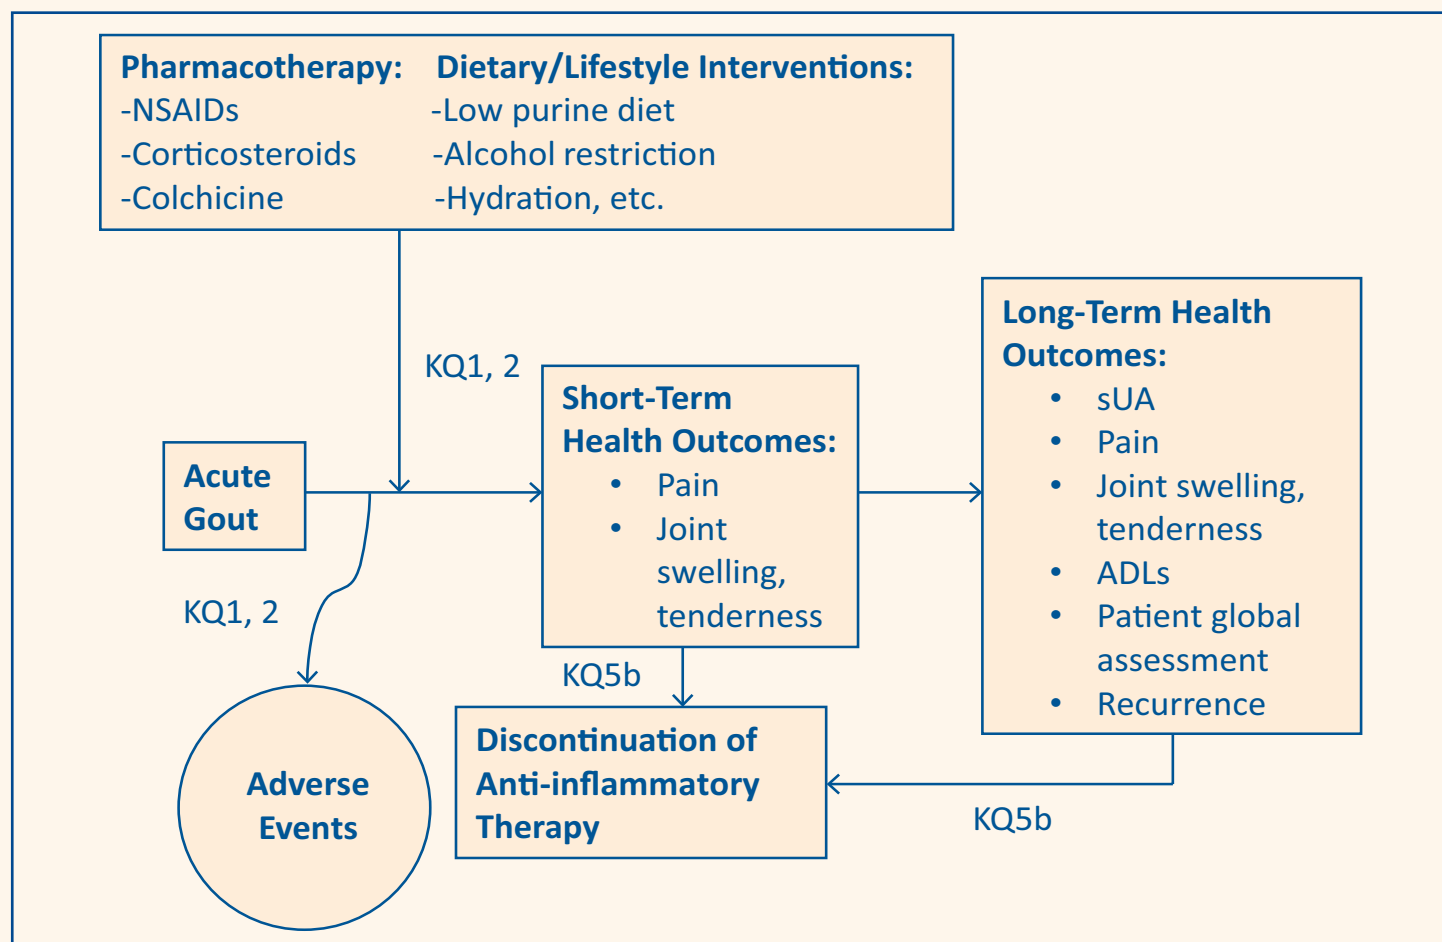 Pharmacotherapy: Dietary/Lifestyle Interventions:
-NSAIDs -Low purine diet
-Corticosteroids -Alcohol restriction
-Colchicine -Hydration, etc.
KQ1, 2
Acute
Gout
KQ1, 2
Adverse
Events
Short-Term
Health Outcomes:
• Pain
• Joint
swelling,
tenderness
KQ5b
Discontinuation of
Anti-inflammatory
Therapy
Long-Term Health
Outcomes:
• sUA
• Pain
• Joint swelling,
tenderness
• ADLs
• Patient global
assessment
• Recurrence
KQ5b